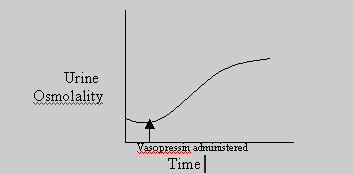 Urine
Osmolality
Vasopressin administered
Time